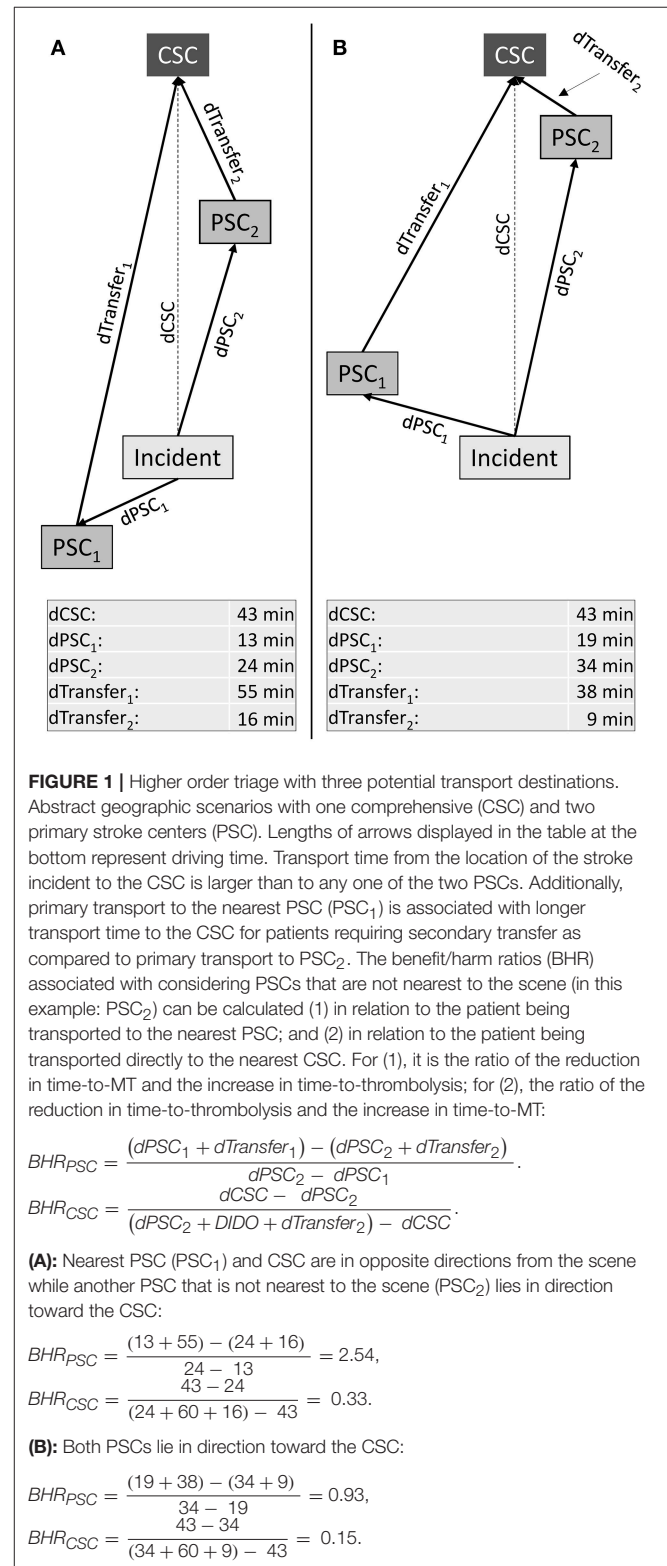 A
B
CSC
CSC
dTransfer₂
dTransfer₂
PSC₂
PSC₂
dTransfer₁
dTransfer₁
dCSC
dCSC
dPSC₂
dPSC₂
PSC₁
dPSC₁
Incident
Incident
dPSC₁
PSC₁
dCSC: 43 min
dPSC₁: 13 min
dPSC₂: 24 min
dTransfer₁: 55 min
dTransfer₂: 16 min
dCSC: 43 min
dPSC₁: 19 min
dPSC₂: 34 min
dTransfer₁: 38 min
dTransfer₂: 9 min
FIGURE 1 | Higher order triage with three potential transport destinations.
Abstract geographic scenarios with one comprehensive (CSC) and two
primary stroke centers (PSC). Lengths of arrows displayed in the table at the
bottom represent driving time. Transport time from the location of the stroke
incident to the CSC is larger than to any one of the two PSCs. Additionally,
primary transport to the nearest PSC (PSC₁) is associated with longer
transport time to the CSC for patients requiring secondary transfer as
compared to primary transport to PSC₂. The benefit/harm ratios (BHR)
associated with considering PSCs that are not nearest to the scene (in this
example: PSC₂) can be calculated (1) in relation to the patient being
transported to the nearest PSC; and (2) in relation to the patient being
transported directly to the nearest CSC. For (1), it is the ratio of the reduction
in time-to-MT and the increase in time-to-thrombolysis; for (2), the ratio of the
reduction in time-to-thrombolysis and the increase in time-to-MT:
BHR_PSC = ((dPSC₁ + dTransfer₁) − (dPSC₂ + dTransfer₂)) / (dPSC₂ − dPSC₁).
BHR_CSC = (dCSC − dPSC₂) / ((dPSC₂ + DIDO + dTransfer₂) − dCSC).
(A): Nearest PSC (PSC₁) and CSC are in opposite directions from the scene
while another PSC that is not nearest to the scene (PSC₂) lies in direction
toward the CSC:
BHR_PSC = ((13 + 55) − (24 + 16)) / (24 − 13) = 2.54,
BHR_CSC = (43 − 24) / ((24 + 60 + 16) − 43) = 0.33.
(B): Both PSCs lie in direction toward the CSC:
BHR_PSC = ((19 + 38) − (34 + 9)) / (34 − 19) = 0.93,
BHR_CSC = (43 − 34) / ((34 + 60 + 9) − 43) = 0.15.